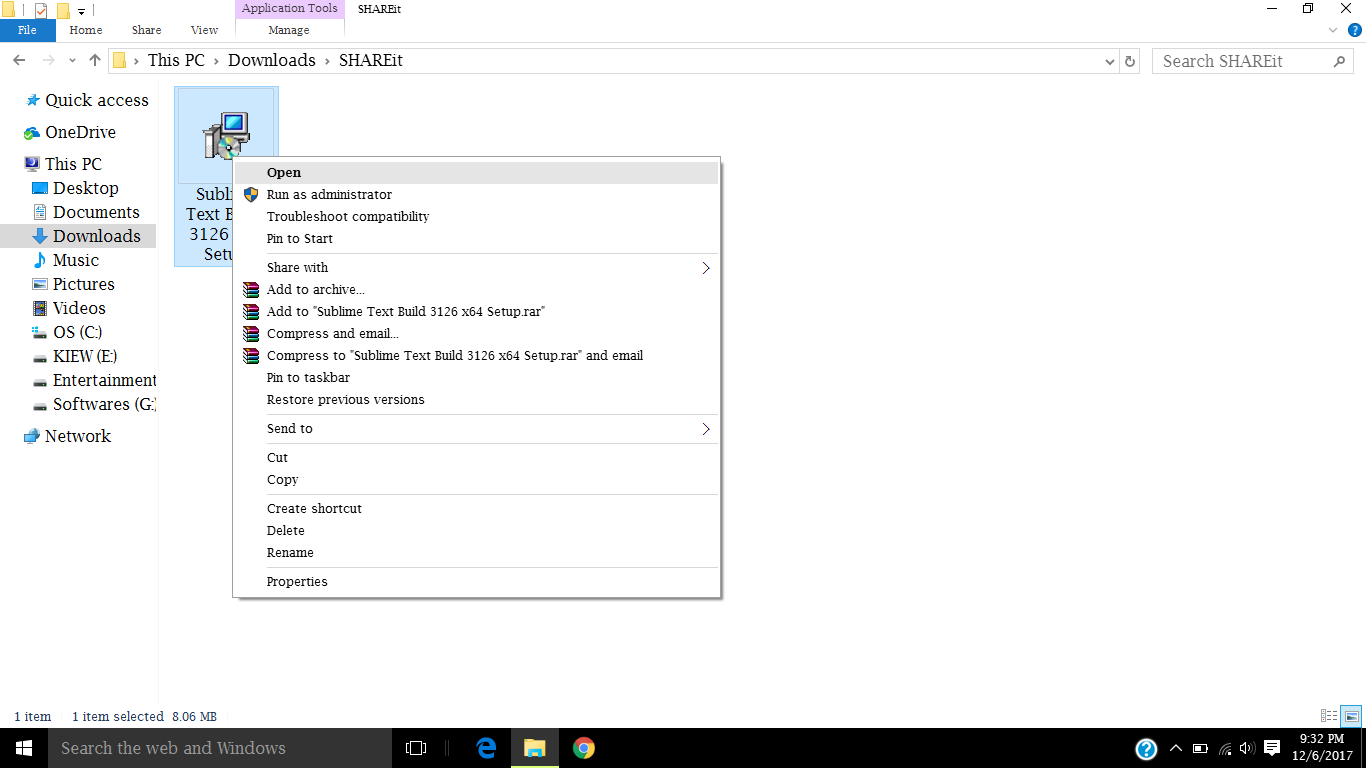 Application Tools
SHAREit
File
Home
Share
View
Manage
This PC › Downloads › SHAREit
Search SHAREit
Quick access
OneDrive
This PC
Desktop
Documents
Downloads
Music
Pictures
Videos
OS (C:)
KIEW (E:)
Entertainment
Softwares (G:)
Network
Subli
Text B
3126
Setu
Open
Run as administrator
Troubleshoot compatibility
Pin to Start
Share with
Add to archive...
Add to "Sublime Text Build 3126 x64 Setup.rar"
Compress and email...
Compress to "Sublime Text Build 3126 x64 Setup.rar" and email
Pin to taskbar
Restore previous versions
Send to
Cut
Copy
Create shortcut
Delete
Rename
Properties
1 item 1 item selected 8.06 MB
Search the web and Windows
9:32 PM
12/6/2017